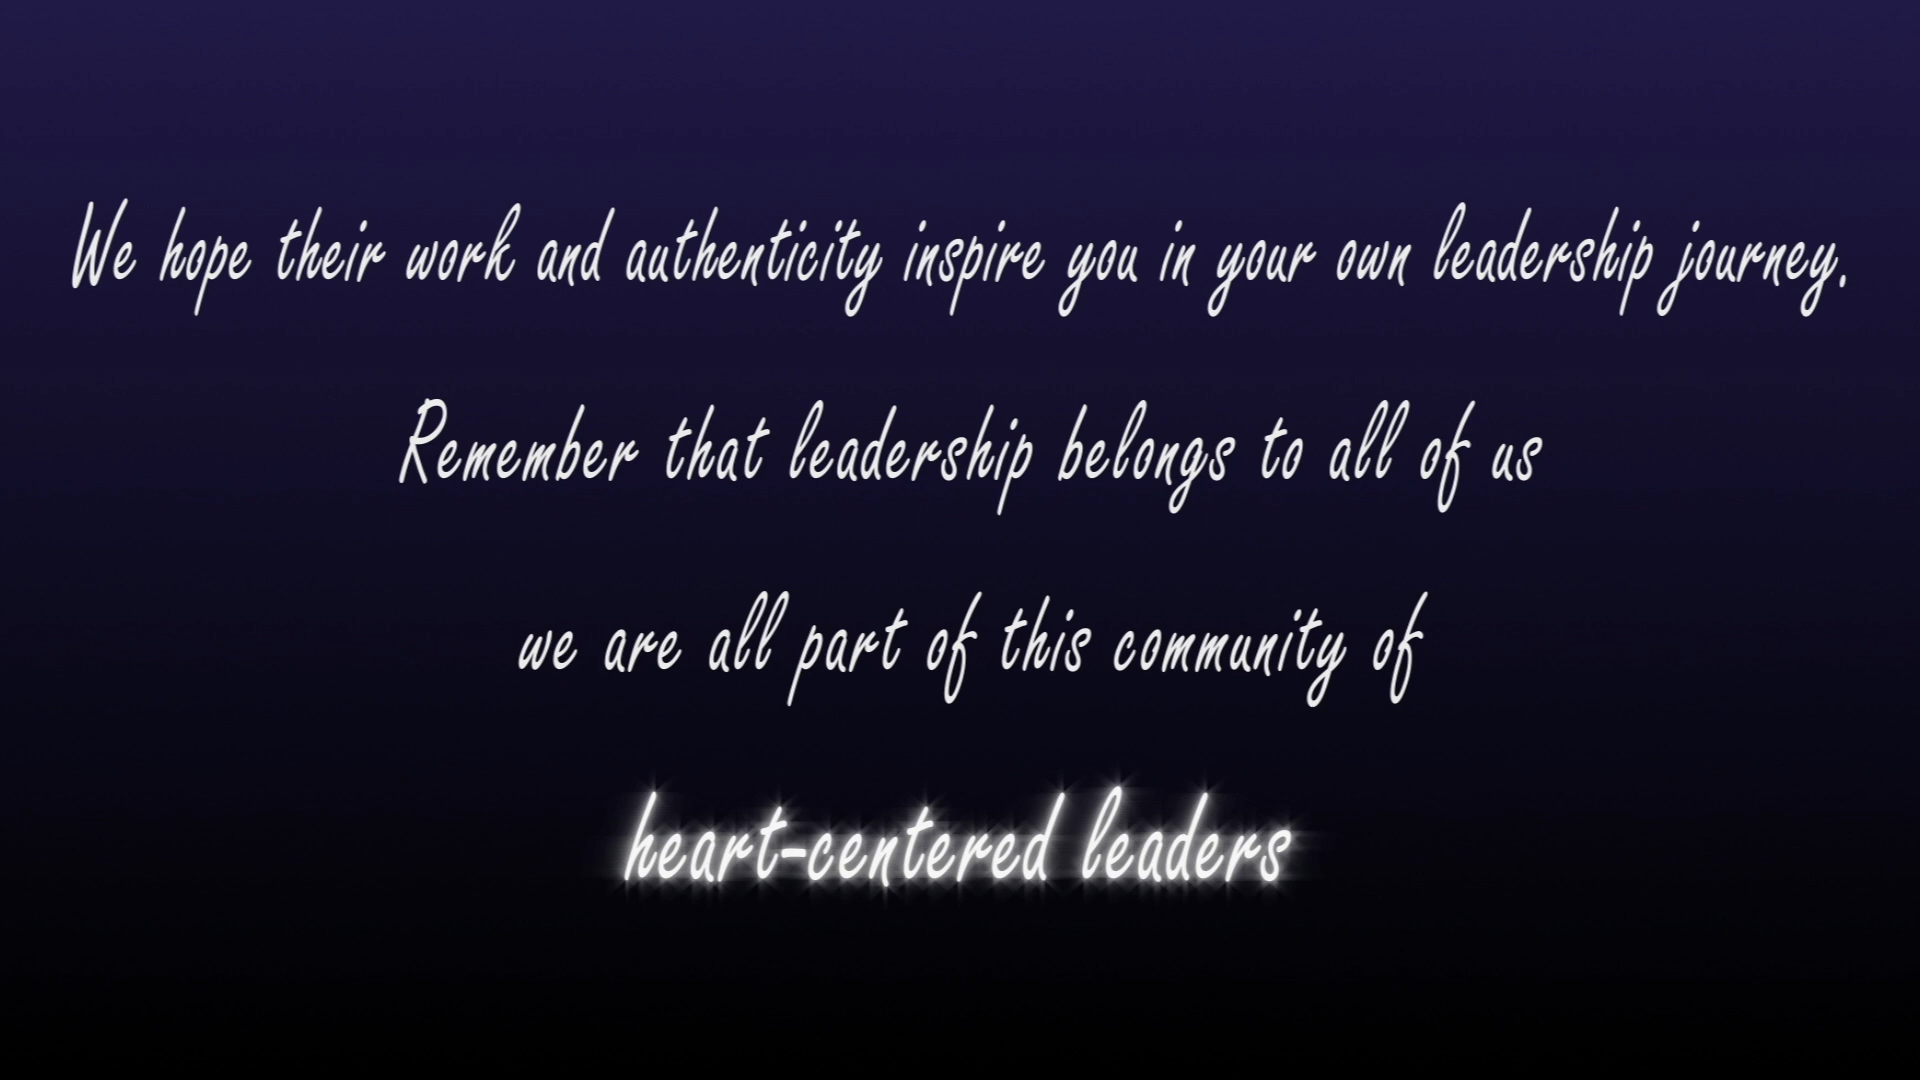 We hope their work and authenticity inspire you in your own leadership journey.
Remember that leadership belongs to all of us
we are all part of this community of
heart-centered leaders